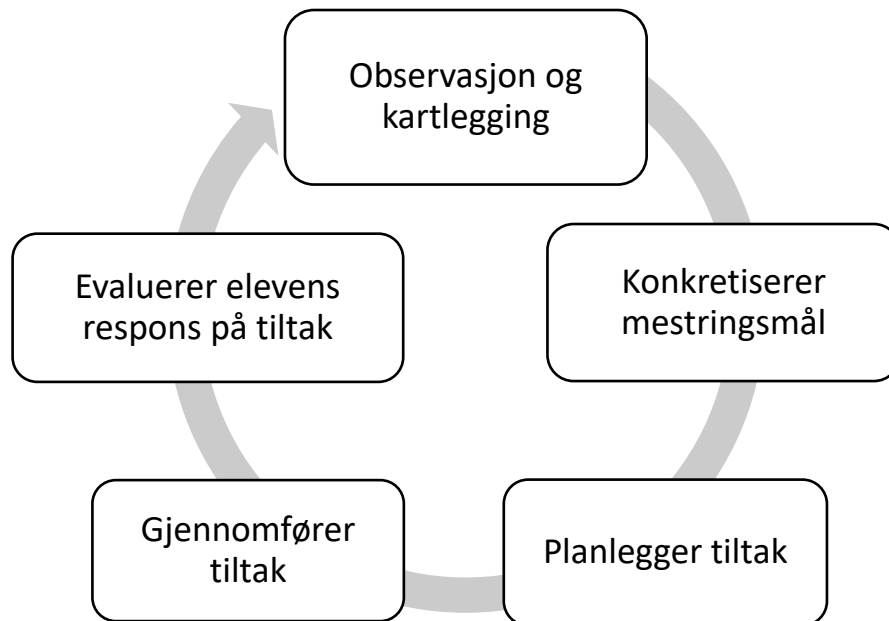 Observasjon og
kartlegging
Konkretiserer
mestringsmål
Planlegger tiltak
Gjennomfører
tiltak
Evaluerer elevens
respons på tiltak